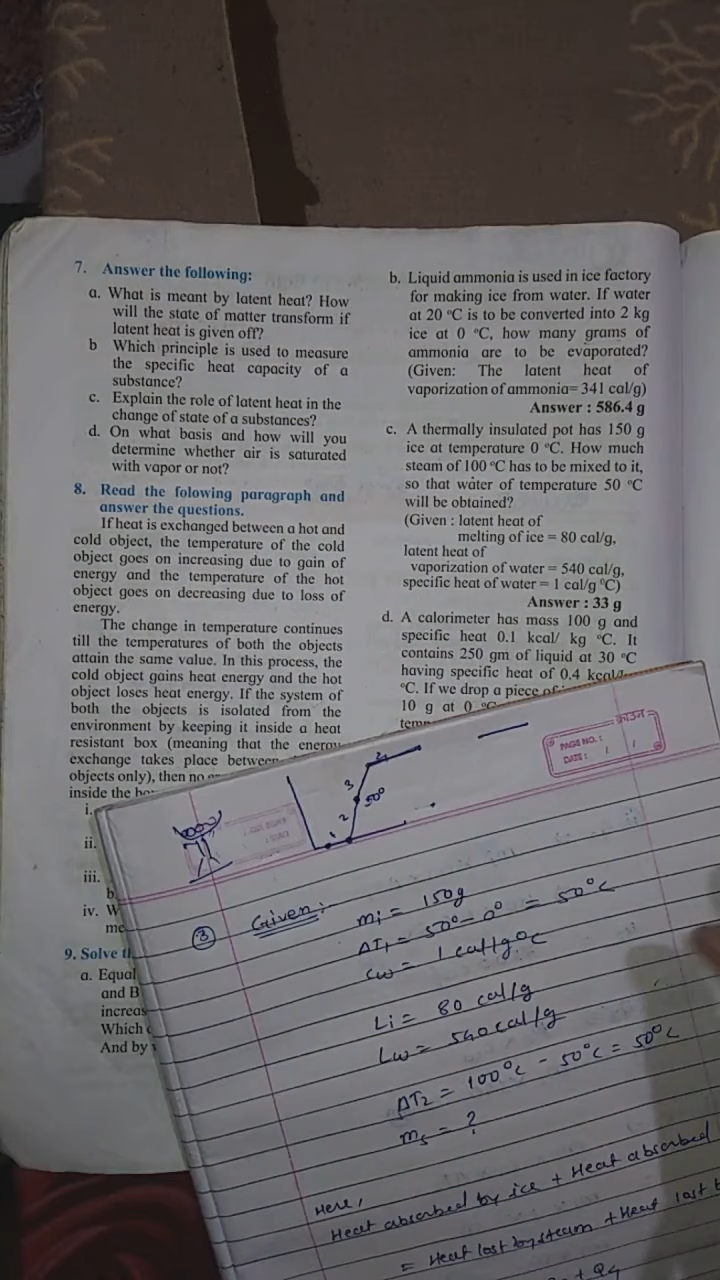 7. Answer the following:
a. What is meant by latent heat? How
will the state of matter transform if
latent heat is given off?
b Which principle is used to measure
the specific heat capacity of a
substance?
c. Explain the role of latent heat in the
change of state of a substances?
d. On what basis and how will you
determine whether air is saturated
with vapor or not?
8. Read the folowing paragraph and
answer the questions.
If heat is exchanged between a hot and
cold object, the temperature of the cold
object goes on increasing due to gain of
energy and the temperature of the hot
object goes on decreasing due to loss of
energy.
The change in temperature continues
till the temperatures of both the objects
attain the same value. In this process, the
cold object gains heat energy and the hot
object loses heat energy. If the system of
both the objects is isolated from the
environment by keeping it inside a heat
resistant box (meaning that the energy
exchange takes place between
objects only), then no
inside the
i.
ii.
iii.
b
iv. W
me
9. Solve
a. Equal
and B
increas
Which
And by
b. Liquid ammonia is used in ice factory
for making ice from water. If water
at 20 °C is to be converted into 2 kg
ice at 0 °C, how many grams of
ammonia are to be evaporated?
(Given: The latent heat of
vaporization of ammonia= 341 cal/g)
Answer : 586.4 g
c. A thermally insulated pot has 150 g
ice at temperature 0 °C. How much
steam of 100 °C has to be mixed to it,
so that water of temperature 50 °C
will be obtained?
(Given : latent heat of
melting of ice = 80 cal/g,
latent heat of
vaporization of water = 540 cal/g,
specific heat of water = 1 cal/g °C)
Answer : 33 g
d. A calorimeter has mass 100 g and
specific heat 0.1 kcal/ kg °C. It
contains 250 gm of liquid at 30 °C
having specific heat of 0.4 kcal/
°C. If we drop a piece of
10 g at 0 °C
tem
क्राउन
PAGE NO. :
DATE : / /
1 2 3
50°
③ Given:
mi = 150g
ΔT1 = 50° - 0° = 50°C
Cw = 1 cal/g°C
Li = 80 cal/g
Lw = 540 cal/g
ΔT2 = 100°C - 50°C = 50°C
ms = ?
Here,
Heat absorbed by ice + Heat absorbed
= Heat lost by steam + Heat lost
+ Q4